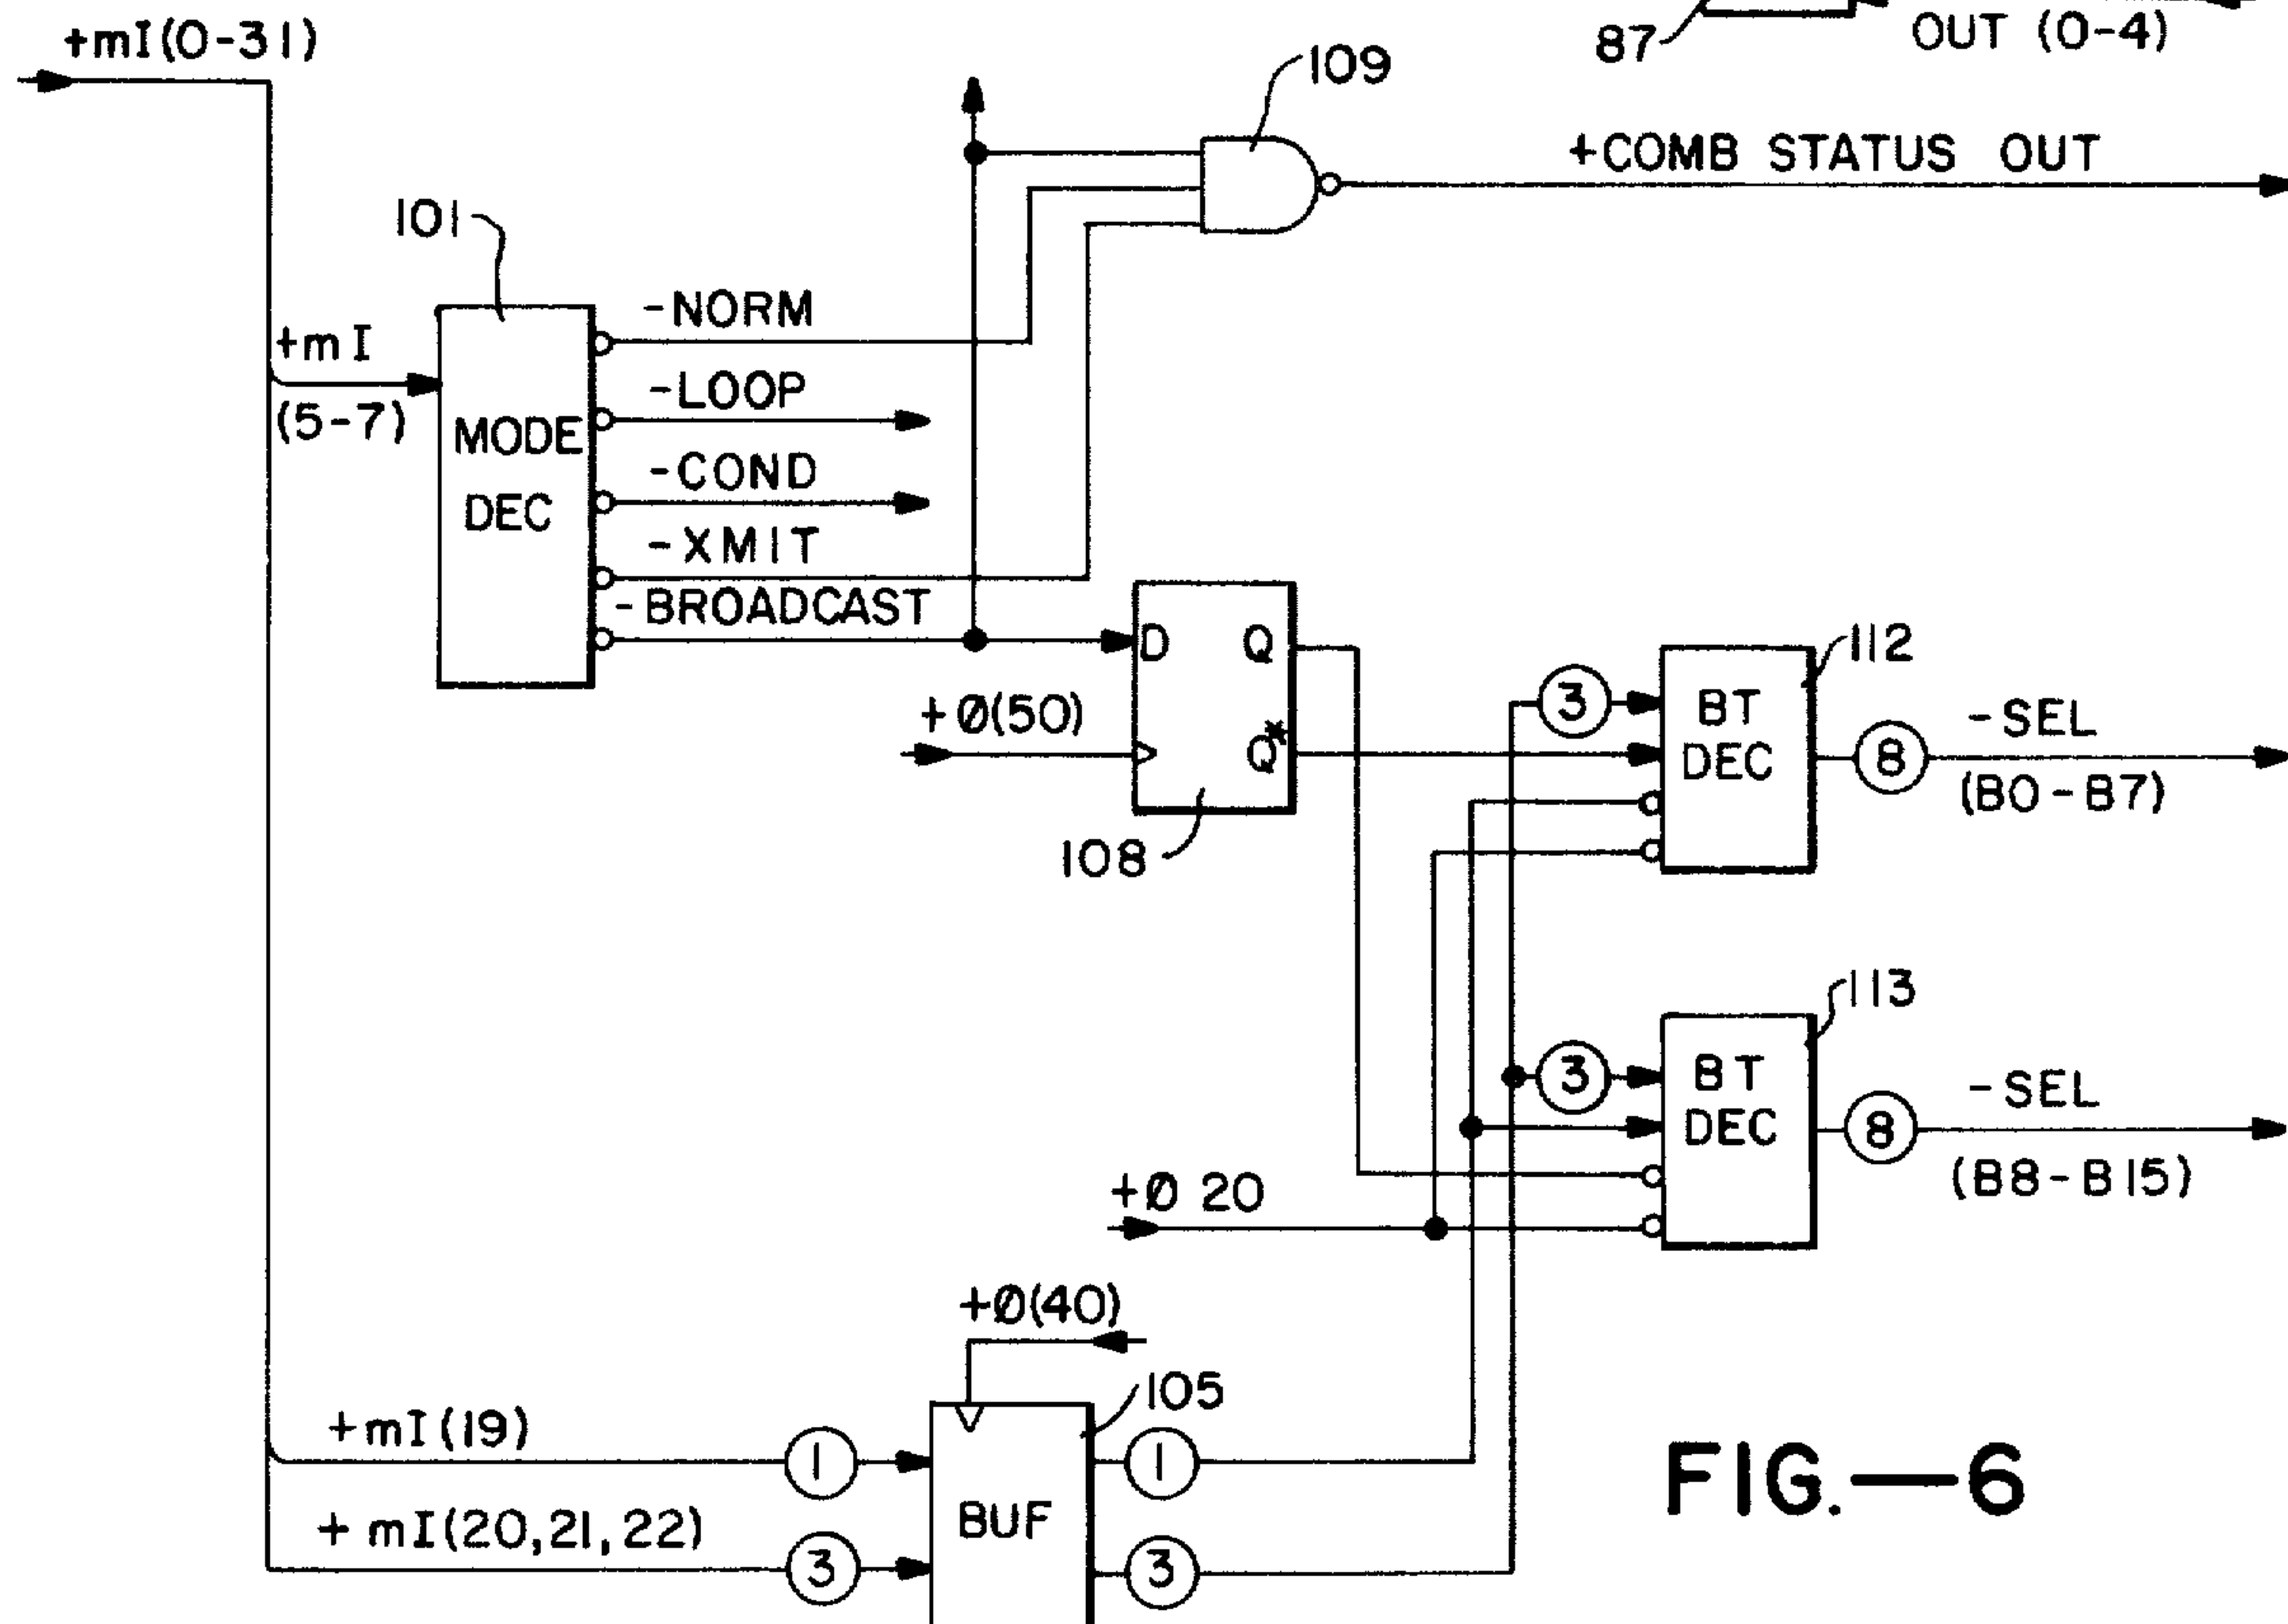 +mI(0-31)
87
OUT (0-4)
109
+COMB STATUS OUT
101
-NORM
+mI
(5-7)
-LOOP
MODE
DEC
-COND
-XMIT
-BROADCAST
D Q
Q*
+Ø(50)
108
112
3
BT
DEC
8
-SEL
(B0-B7)
113
3
BT
DEC
8
-SEL
(B8-B15)
+Ø 20
+Ø(40)
105
+mI(19)
1
1
BUF
+ mI(20,21,22)
3
3
FIG.—6